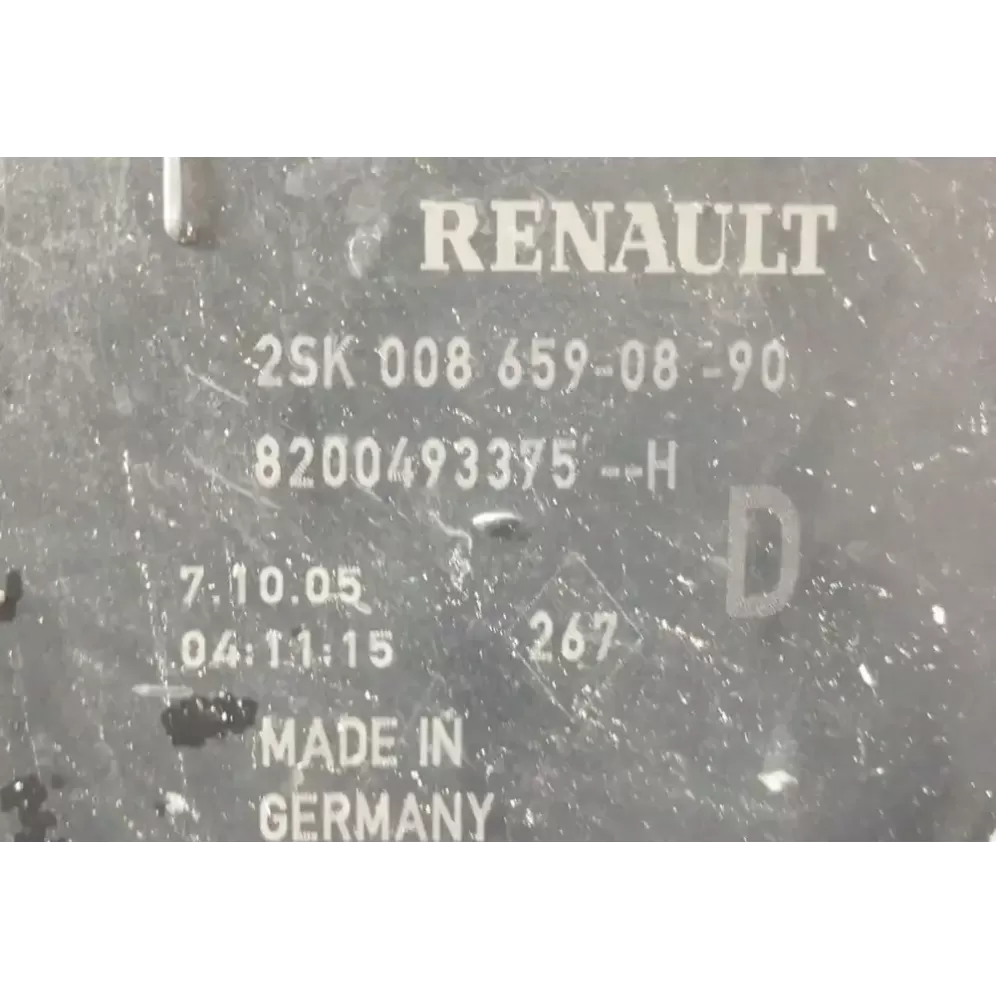 RENAULT
2SK 008 659-08 -90
8200493375 --H
D
7.10.05
04:11:15
267
MADE IN
GERMANY